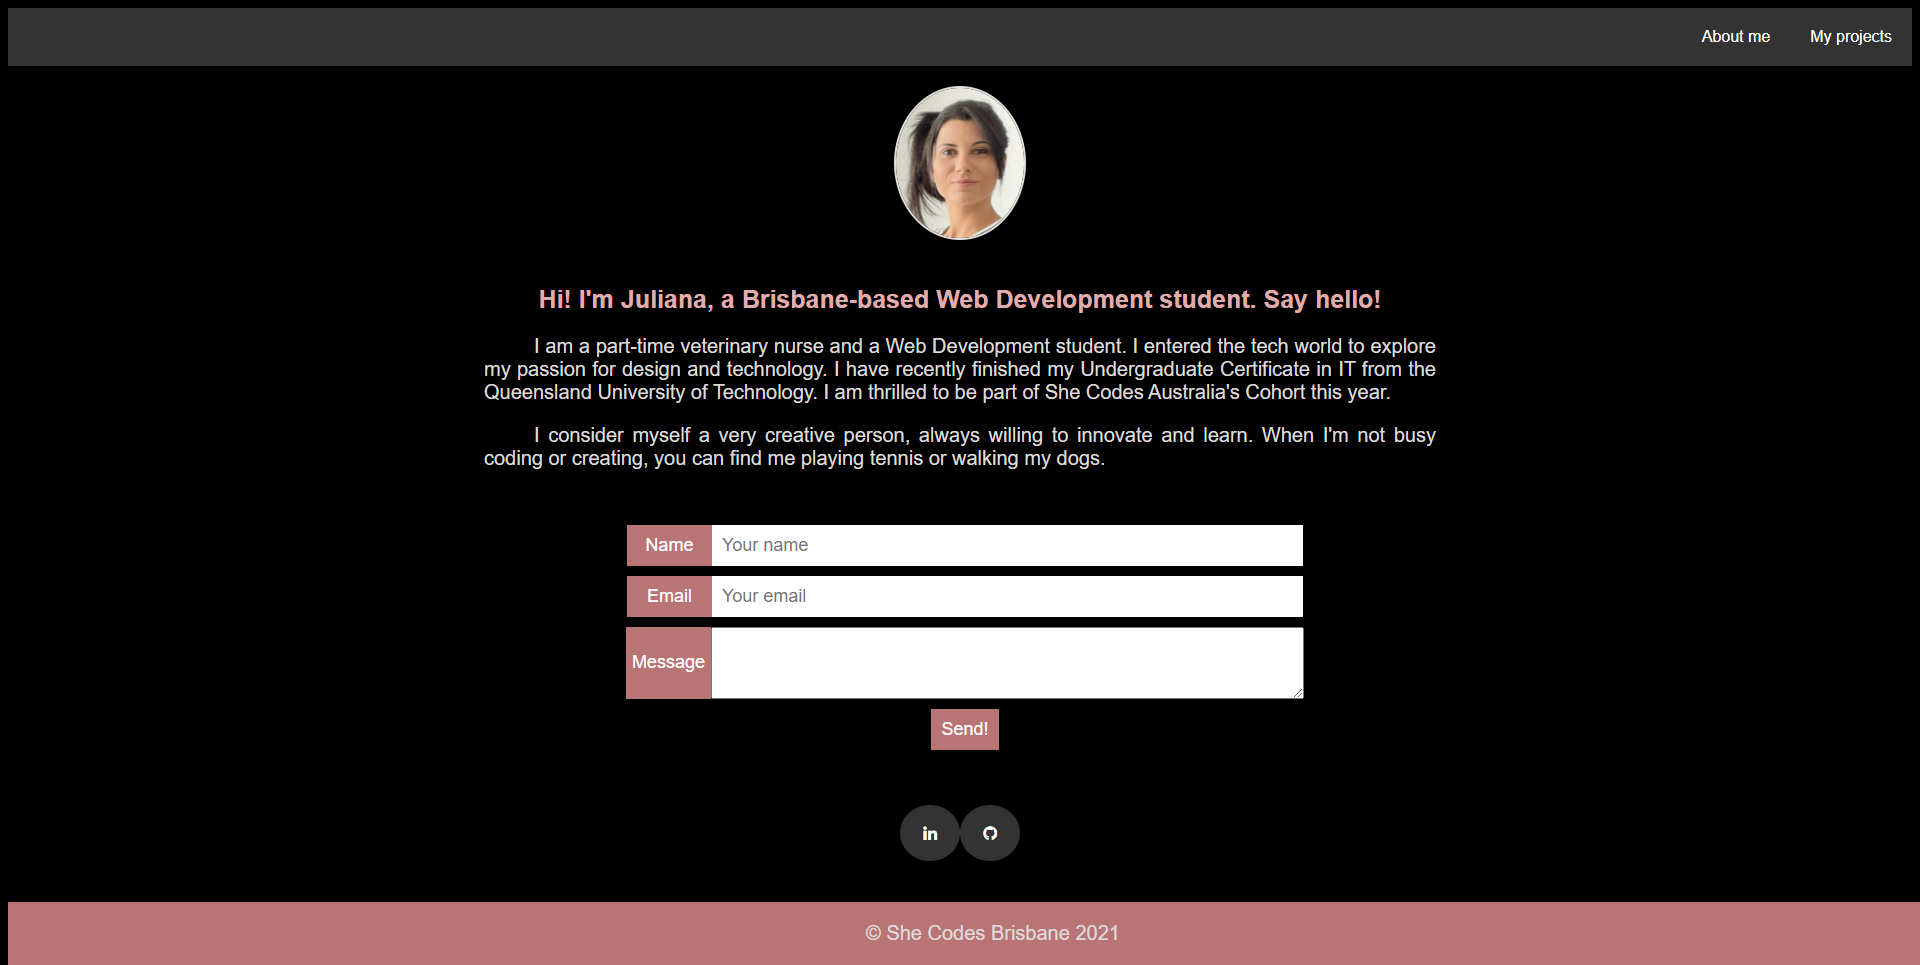 About me My projects
Hi! I'm Juliana, a Brisbane-based Web Development student. Say hello!
I am a part-time veterinary nurse and a Web Development student. I entered the tech world to explore
my passion for design and technology. I have recently finished my Undergraduate Certificate in IT from the
Queensland University of Technology. I am thrilled to be part of She Codes Australia's Cohort this year.
I consider myself a very creative person, always willing to innovate and learn. When I'm not busy
coding or creating, you can find me playing tennis or walking my dogs.
Name Your name
Email Your email
Message
Send!
in
© She Codes Brisbane 2021